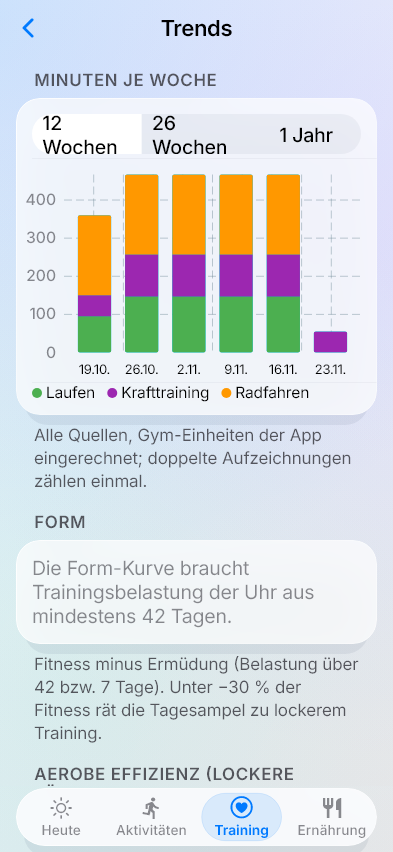 Trends
MINUTEN JE WOCHE
12 Wochen
26 Wochen
1 Jahr
400
300
200
100
0
19.10. 26.10. 2.11. 9.11. 16.11. 23.11.
Laufen Krafttraining Radfahren
Alle Quellen, Gym-Einheiten der App
eingerechnet; doppelte Aufzeichnungen
zählen einmal.
FORM
Die Form-Kurve braucht
Trainingsbelastung der Uhr aus
mindestens 42 Tagen.
Fitness minus Ermüdung (Belastung über
42 bzw. 7 Tage). Unter −30 % der
Fitness rät die Tagesampel zu lockerem
Training.
AEROBE EFFIZIENZ (LOCKERE
Heute Aktivitäten Training Ernährung